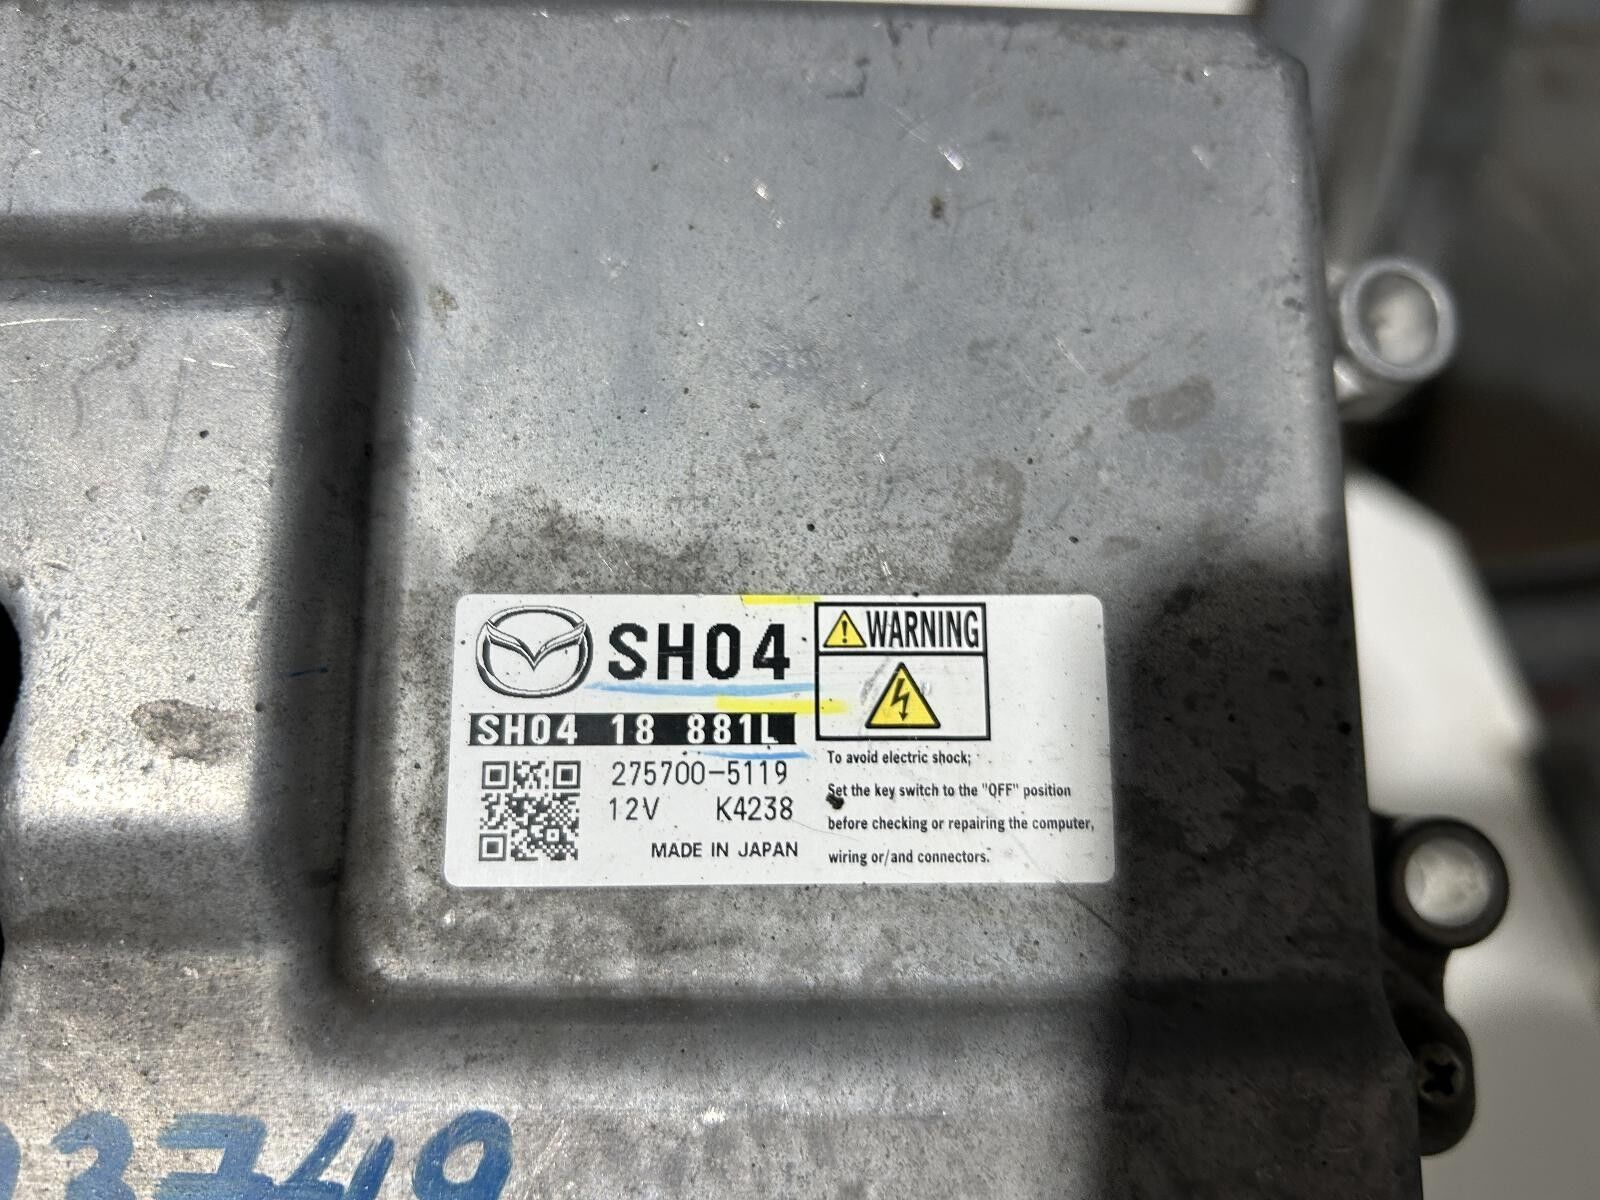 SH04
WARNING
SH04 18 881L
275700-5119
12V K4238
MADE IN JAPAN
To avoid electric shock;
Set the key switch to the "OFF" position
before checking or repairing the computer,
wiring or/and connectors.
3749